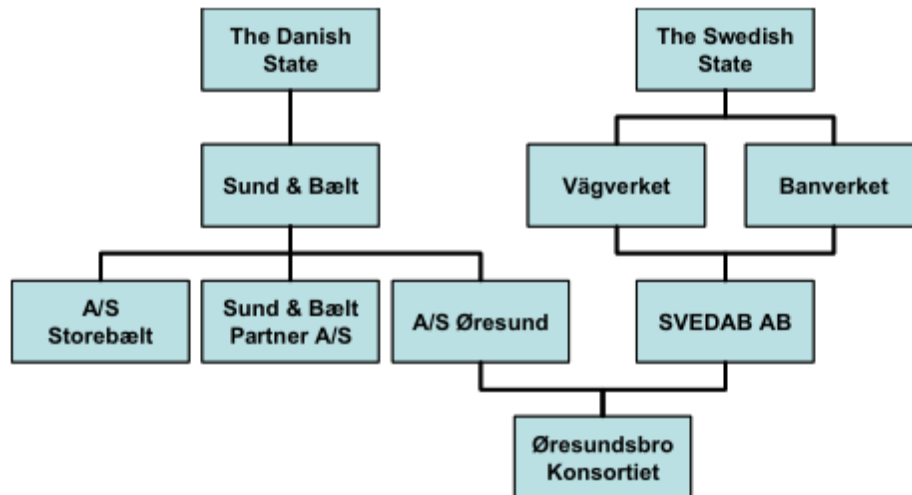 The Danish
State
The Swedish
State
Sund & Bælt
Vägverket
Banverket
A/S
Storebælt
Sund & Bælt
Partner A/S
A/S Øresund
SVEDAB AB
Øresundsbro
Konsortiet